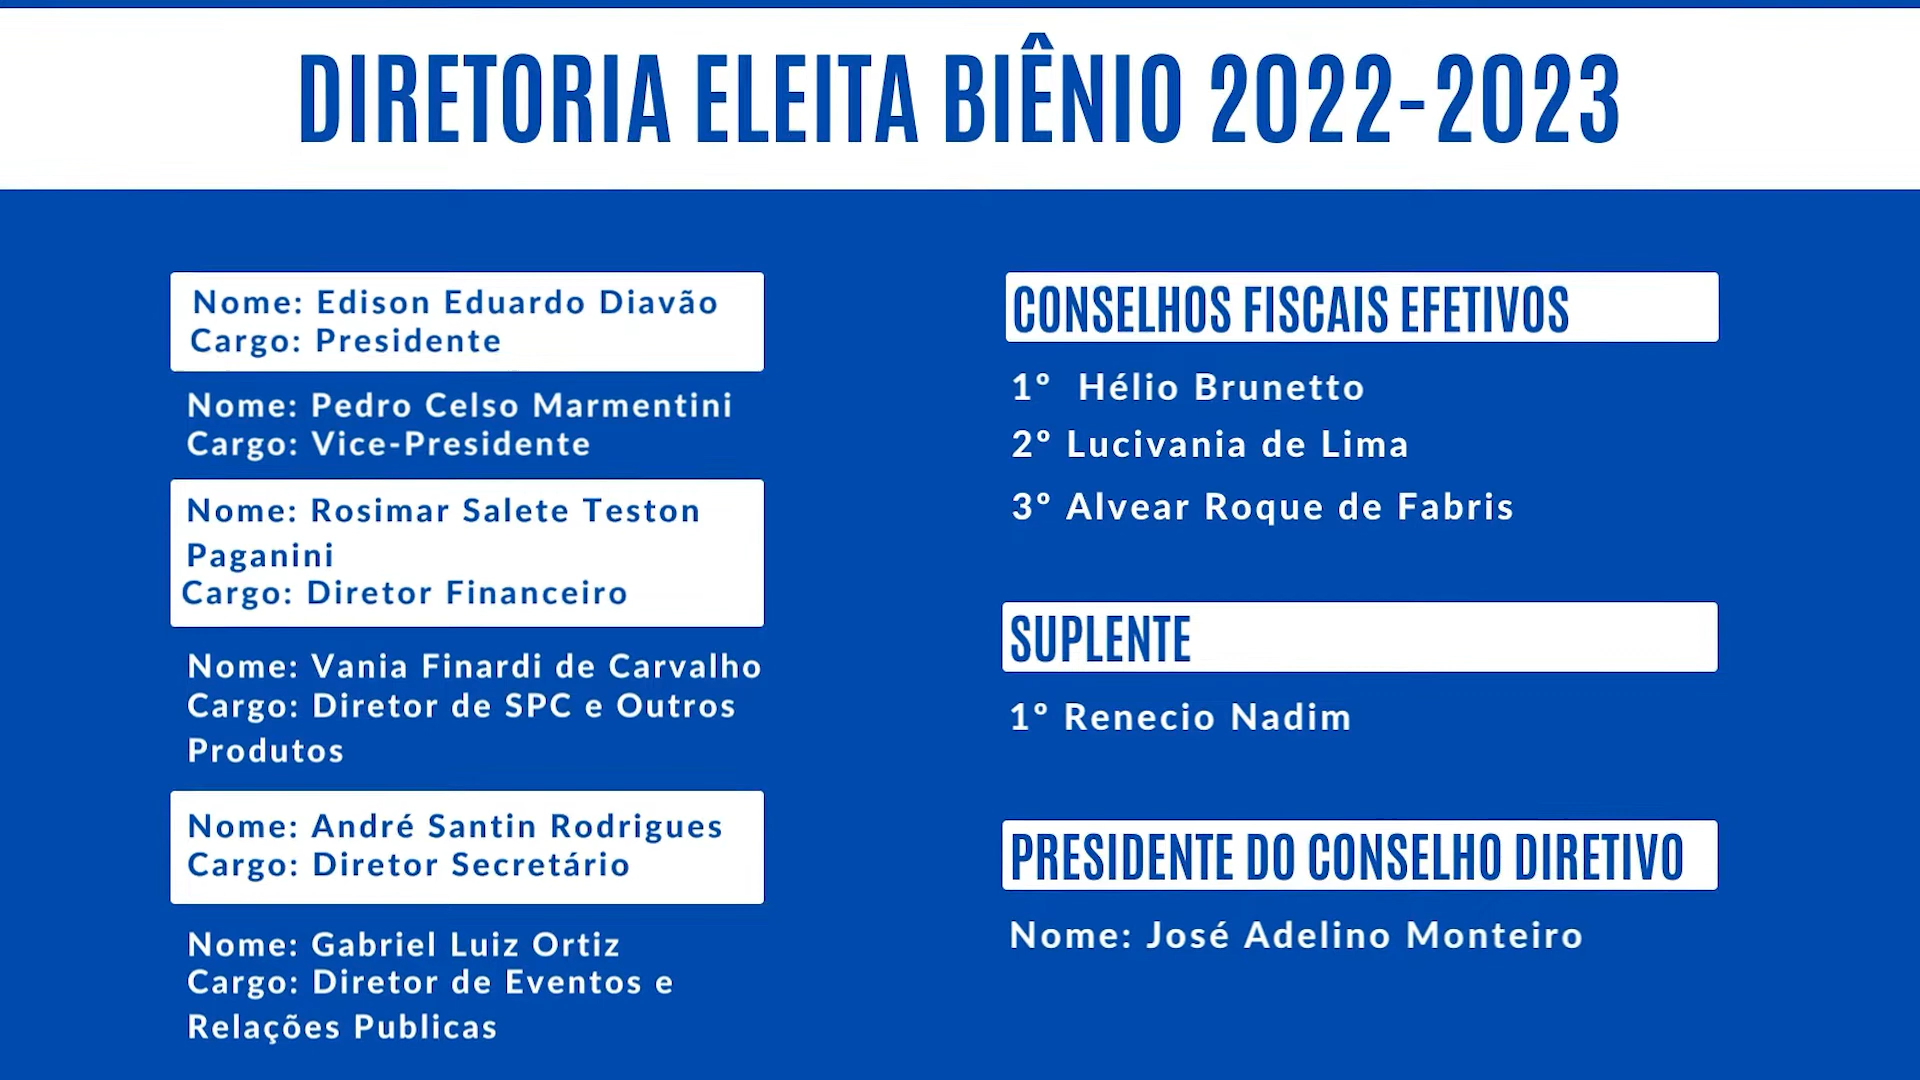 DIRETORIA ELEITA BIÊNIO 2022-2023
Nome: Edison Eduardo Diavão
Cargo: Presidente
Nome: Pedro Celso Marmentini
Cargo: Vice-Presidente
Nome: Rosimar Salete Teston
Paganini
Cargo: Diretor Financeiro
Nome: Vania Finardi de Carvalho
Cargo: Diretor de SPC e Outros
Produtos
Nome: André Santin Rodrigues
Cargo: Diretor Secretário
Nome: Gabriel Luiz Ortiz
Cargo: Diretor de Eventos e
Relações Publicas
CONSELHOS FISCAIS EFETIVOS
1º Hélio Brunetto
2º Lucivania de Lima
3º Alvear Roque de Fabris
SUPLENTE
1º Renecio Nadim
PRESIDENTE DO CONSELHO DIRETIVO
Nome: José Adelino Monteiro